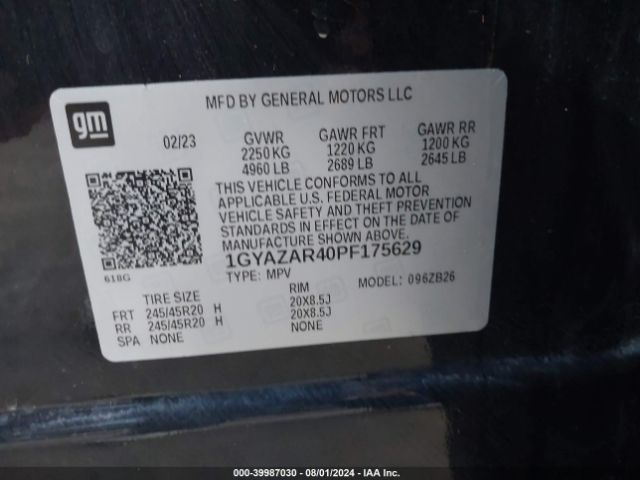 gm
MFD BY GENERAL MOTORS LLC
02/23 GVWR GAWR FRT GAWR RR
2250 KG 1220 KG 1200 KG
4960 LB 2689 LB 2645 LB
THIS VEHICLE CONFORMS TO ALL
APPLICABLE U.S. FEDERAL MOTOR
VEHICLE SAFETY AND THEFT PREVENTION
STANDARDS IN EFFECT ON THE DATE OF
MANUFACTURE SHOWN ABOVE.
1GYAZAR40PF175629
618G TYPE: MPV MODEL: 096ZB26
TIRE SIZE RIM
FRT 245/45R20 H 20X8.5J
RR 245/45R20 H 20X8.5J
SPA NONE NONE
000-39987030 - 08/01/2024 - IAA Inc.